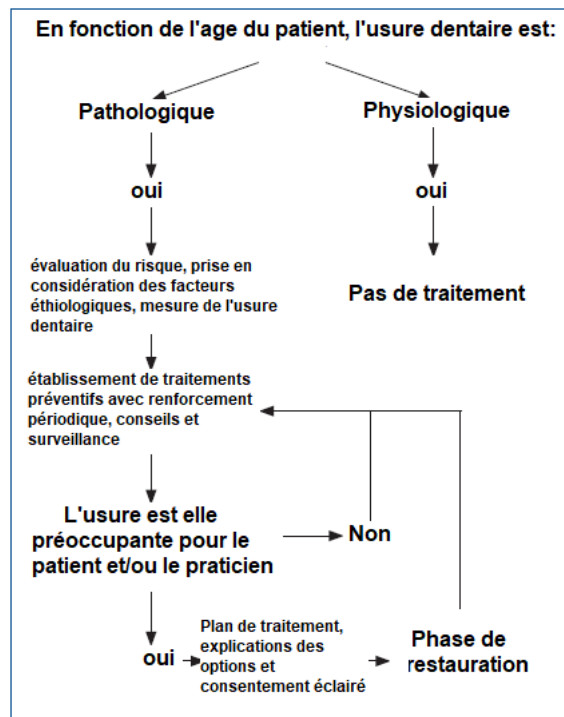 En fonction de l'age du patient, l'usure dentaire est:
Pathologique
Physiologique
oui
oui
évaluation du risque, prise en
considération des facteurs
éthiologiques, mesure de l'usure
dentaire
Pas de traitement
établissement de traitements
préventifs avec renforcement
périodique, conseils et
surveillance
L'usure est elle
préoccupante pour le
patient et/ou le praticien
Non
oui
Plan de traitement,
explications des
options et
consentement éclairé
Phase de
restauration